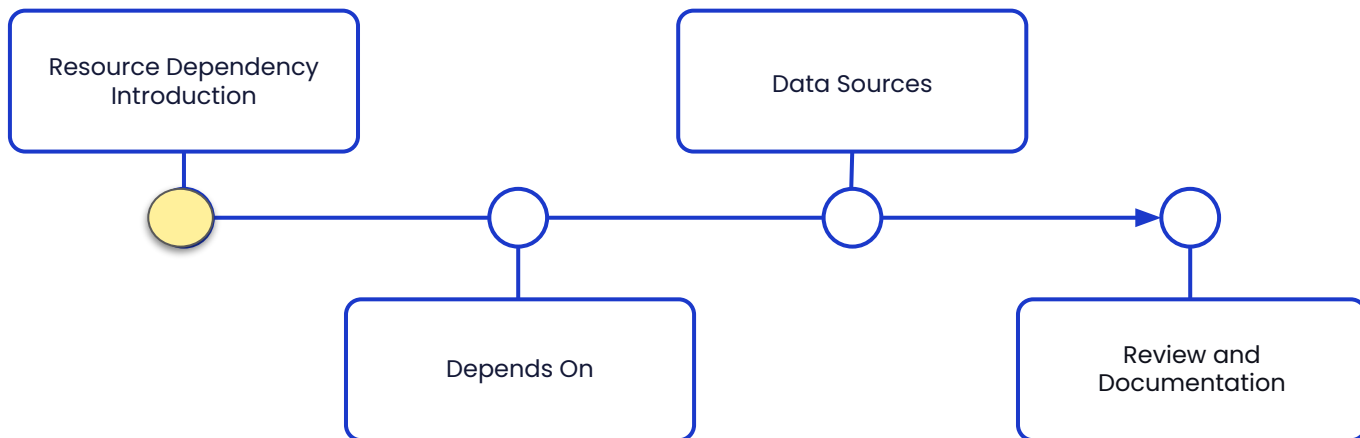 Resource Dependency
Introduction
Data Sources
Depends On
Review and
Documentation